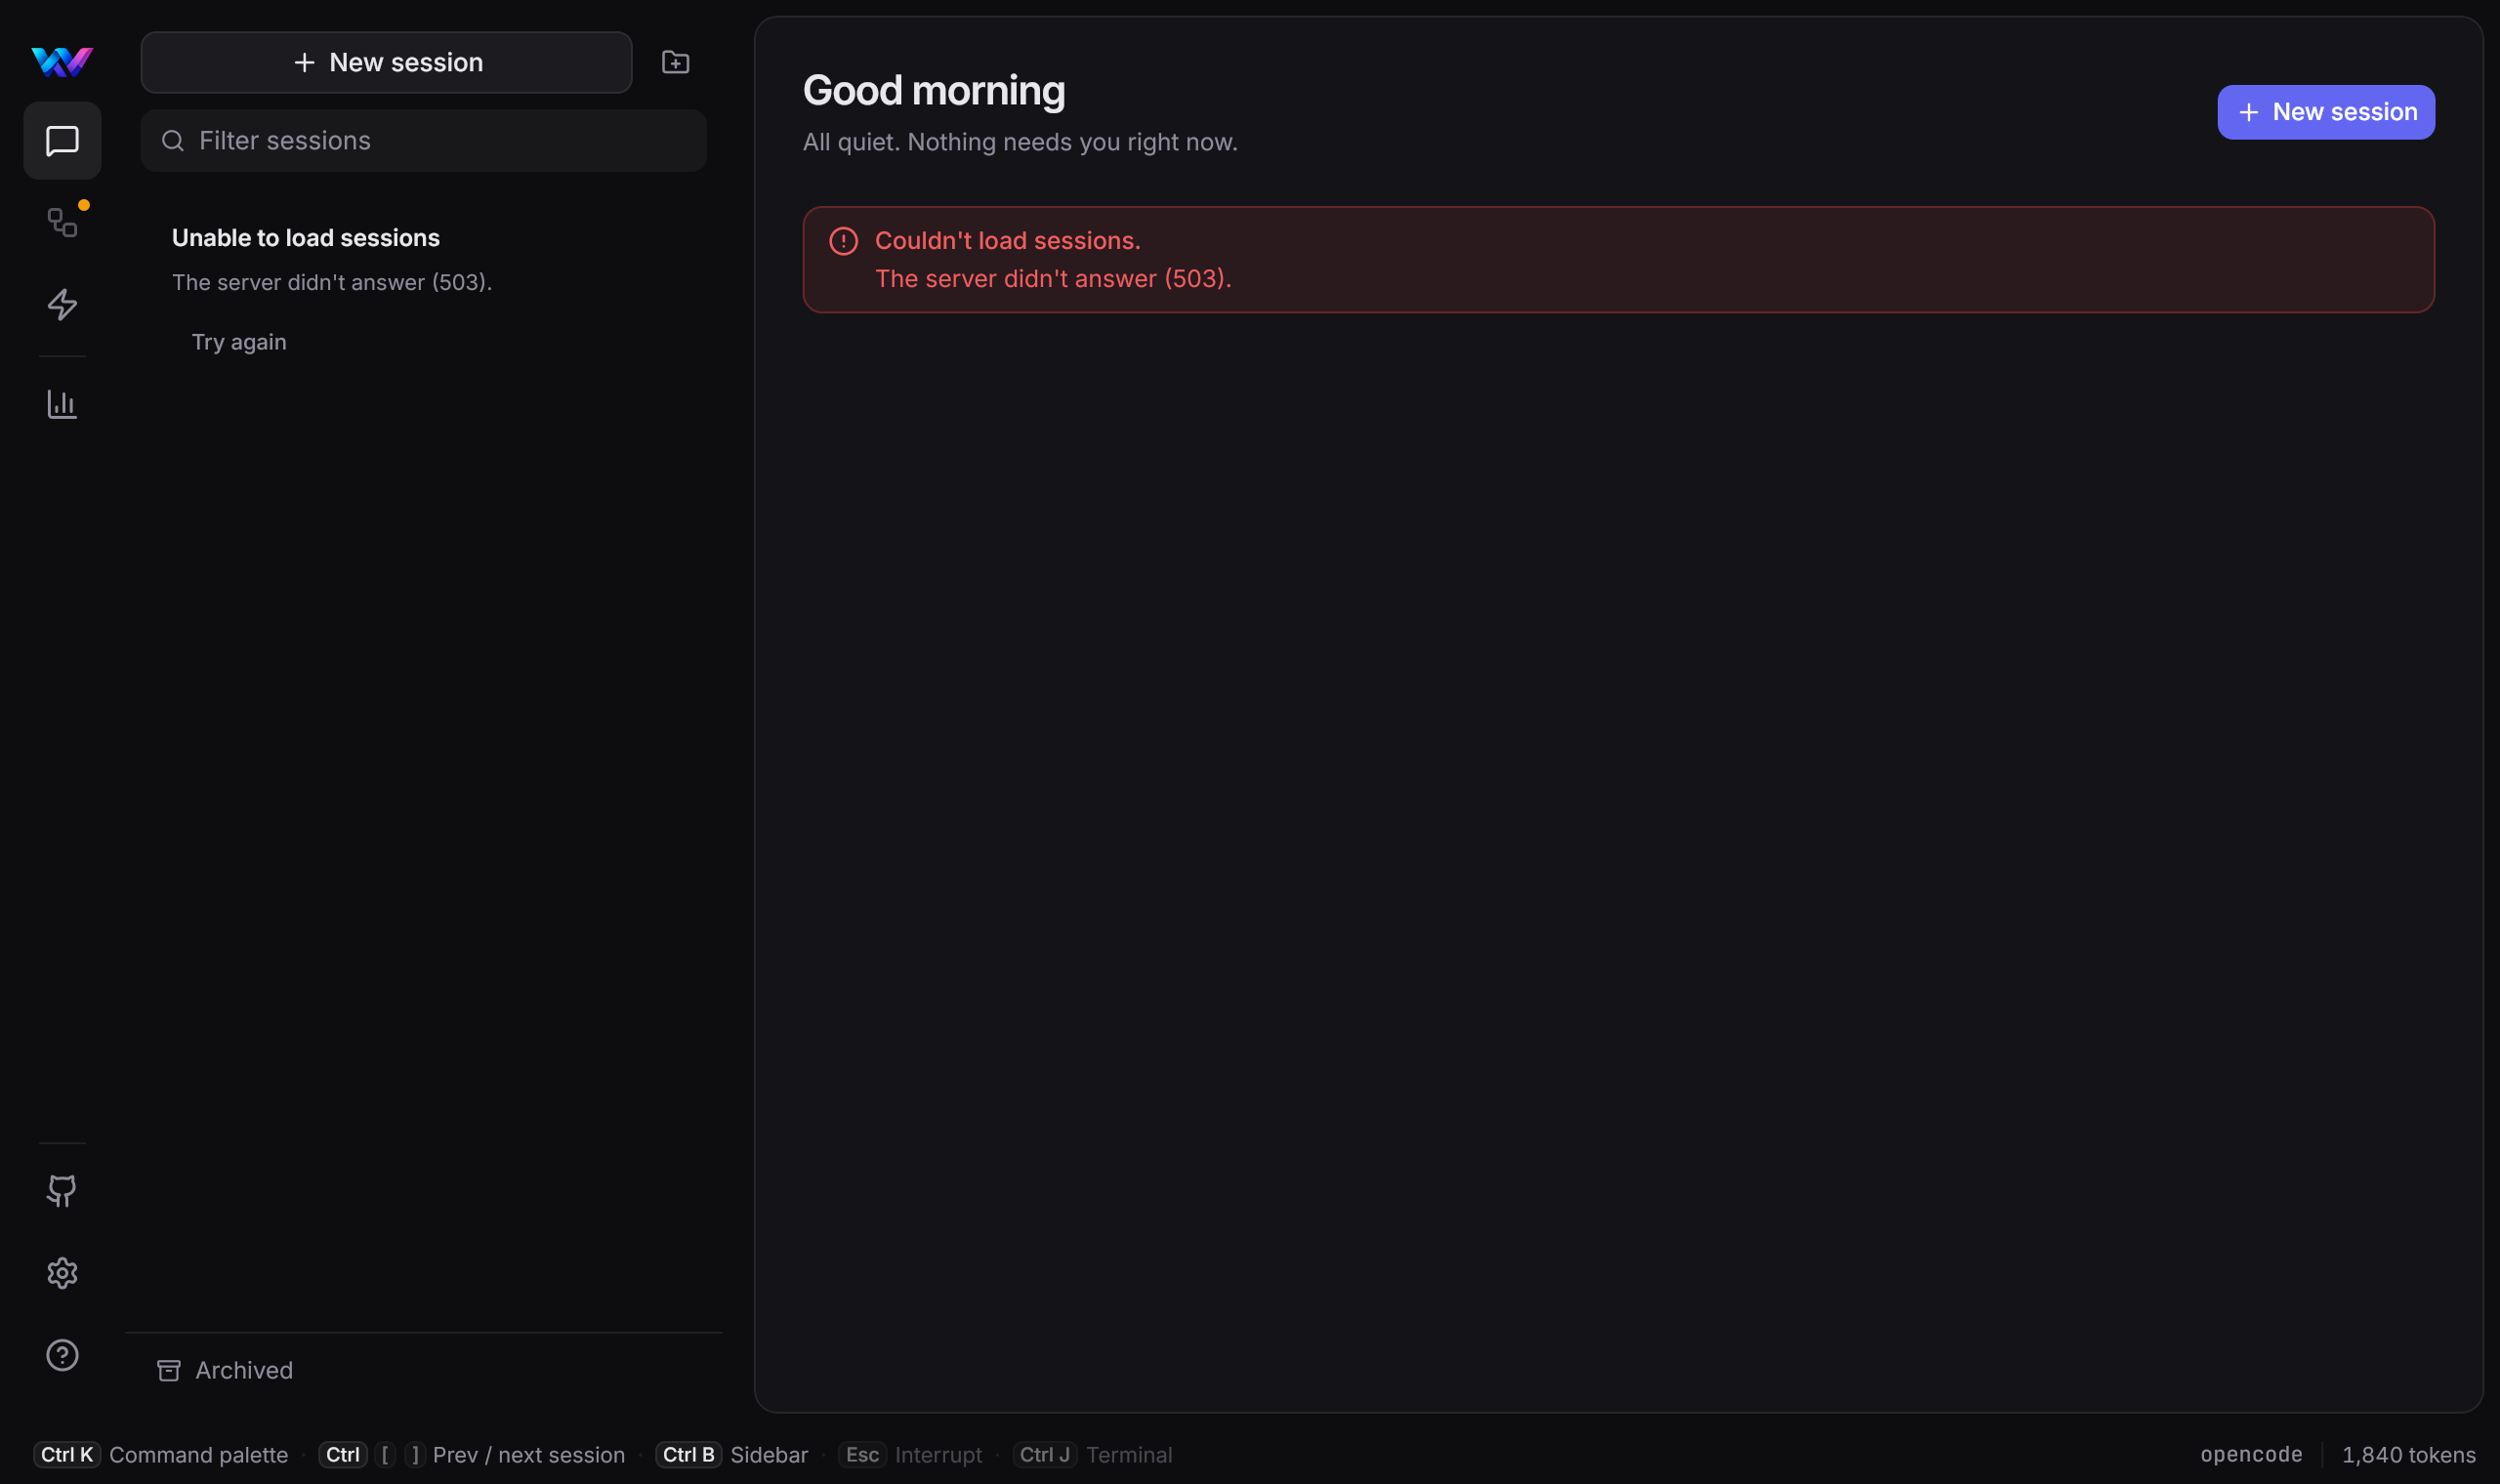 New session
Filter sessions
Unable to load sessions
The server didn't answer (503).
Try again
Archived
Good morning
All quiet. Nothing needs you right now.
New session
Couldn't load sessions.
The server didn't answer (503).
Ctrl K Command palette · Ctrl [ ] Prev / next session · Ctrl B Sidebar · Esc Interrupt · Ctrl J Terminal
opencode 1,840 tokens